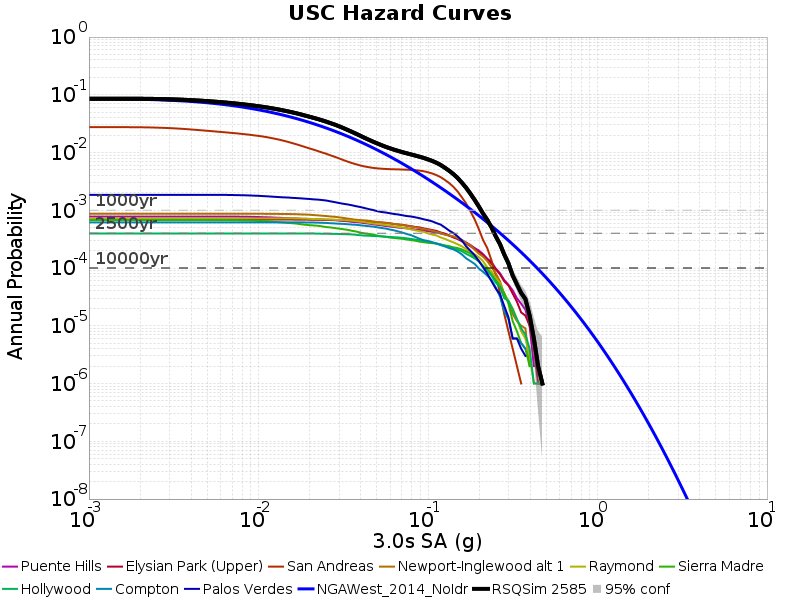 USC Hazard Curves
Annual Probability
10^0
10^-1
10^-2
10^-3
10^-4
10^-5
10^-6
10^-7
10^-8
1000yr
2500yr
10000yr
10^-3 10^-2 10^-1 10^0 10^1
3.0s SA (g)
Puente Hills Elysian Park (Upper) San Andreas Newport-Inglewood alt 1 Raymond Sierra Madre
Hollywood Compton Palos Verdes NGAWest_2014_NoIdr RSQSim 2585 95% conf